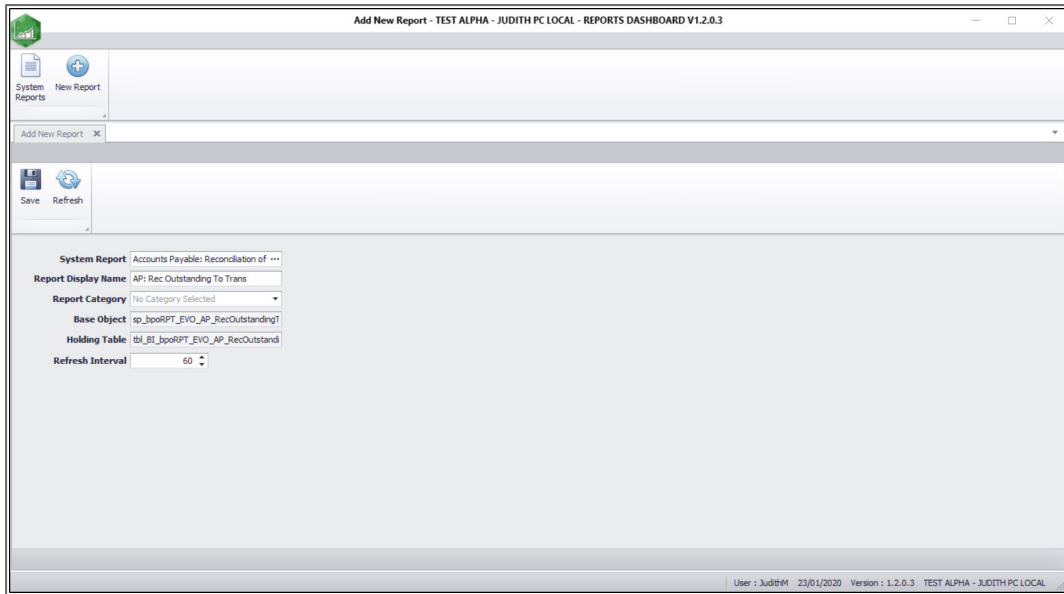 Add New Report - TEST ALPHA - JUDITH PC LOCAL - REPORTS DASHBOARD V1.2.0.3
System Reports
New Report
Add New Report
Save
Refresh
System Report Accounts Payable: Reconciliation of ...
Report Display Name AP: Rec Outstanding To Trans
Report Category No Category Selected
Base Object sp_bpoRPT_EVO_AP_RecOutstandingT
Holding Table tbl_BI_bpoRPT_EVO_AP_RecOutstandi
Refresh Interval 60
User : JudithM 23/01/2020 Version : 1.2.0.3 TEST ALPHA - JUDITH PC LOCAL